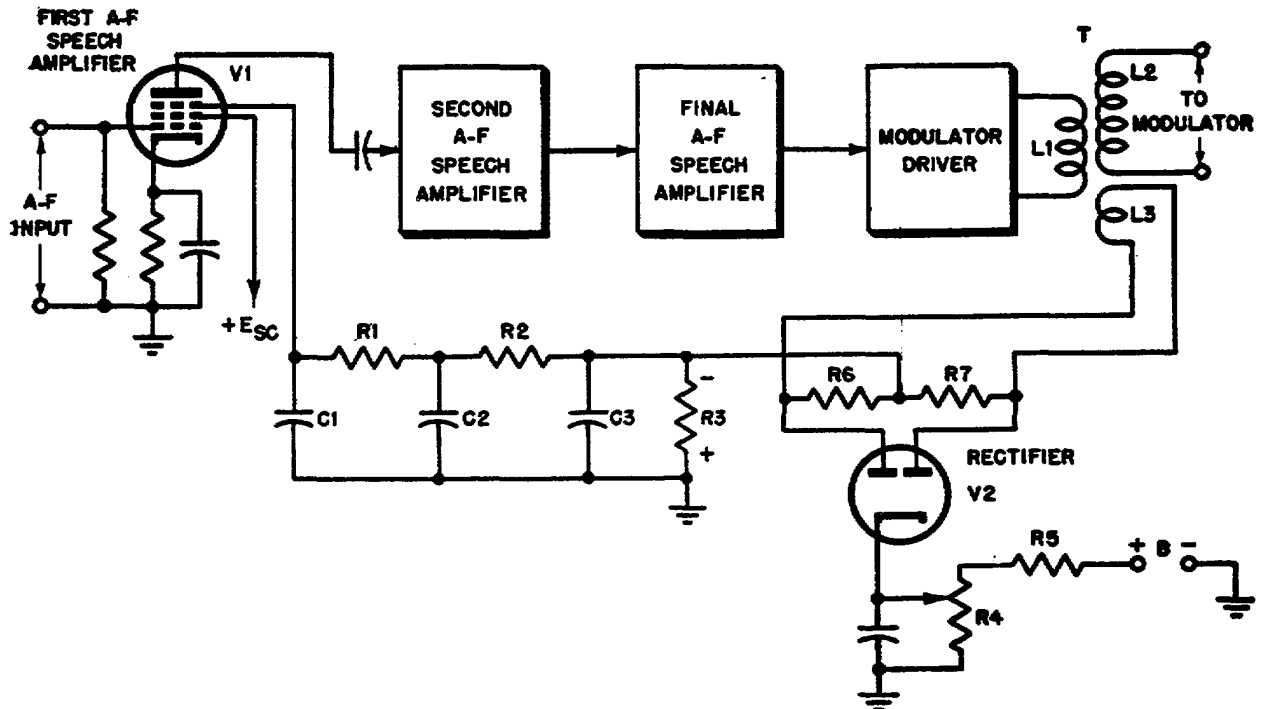 FIRST A-F
SPEECH
AMPLIFIER
V1
A-F
INPUT
+ESC
SECOND
A-F
SPEECH
AMPLIFIER
FINAL
A-F
SPEECH
AMPLIFIER
MODULATOR
DRIVER
T
L1
L2
TO
MODULATOR
L3
R1
R2
C1
C2
C3
-
R3
+
R6
R7
RECTIFIER
V2
R5
+ B -
R4